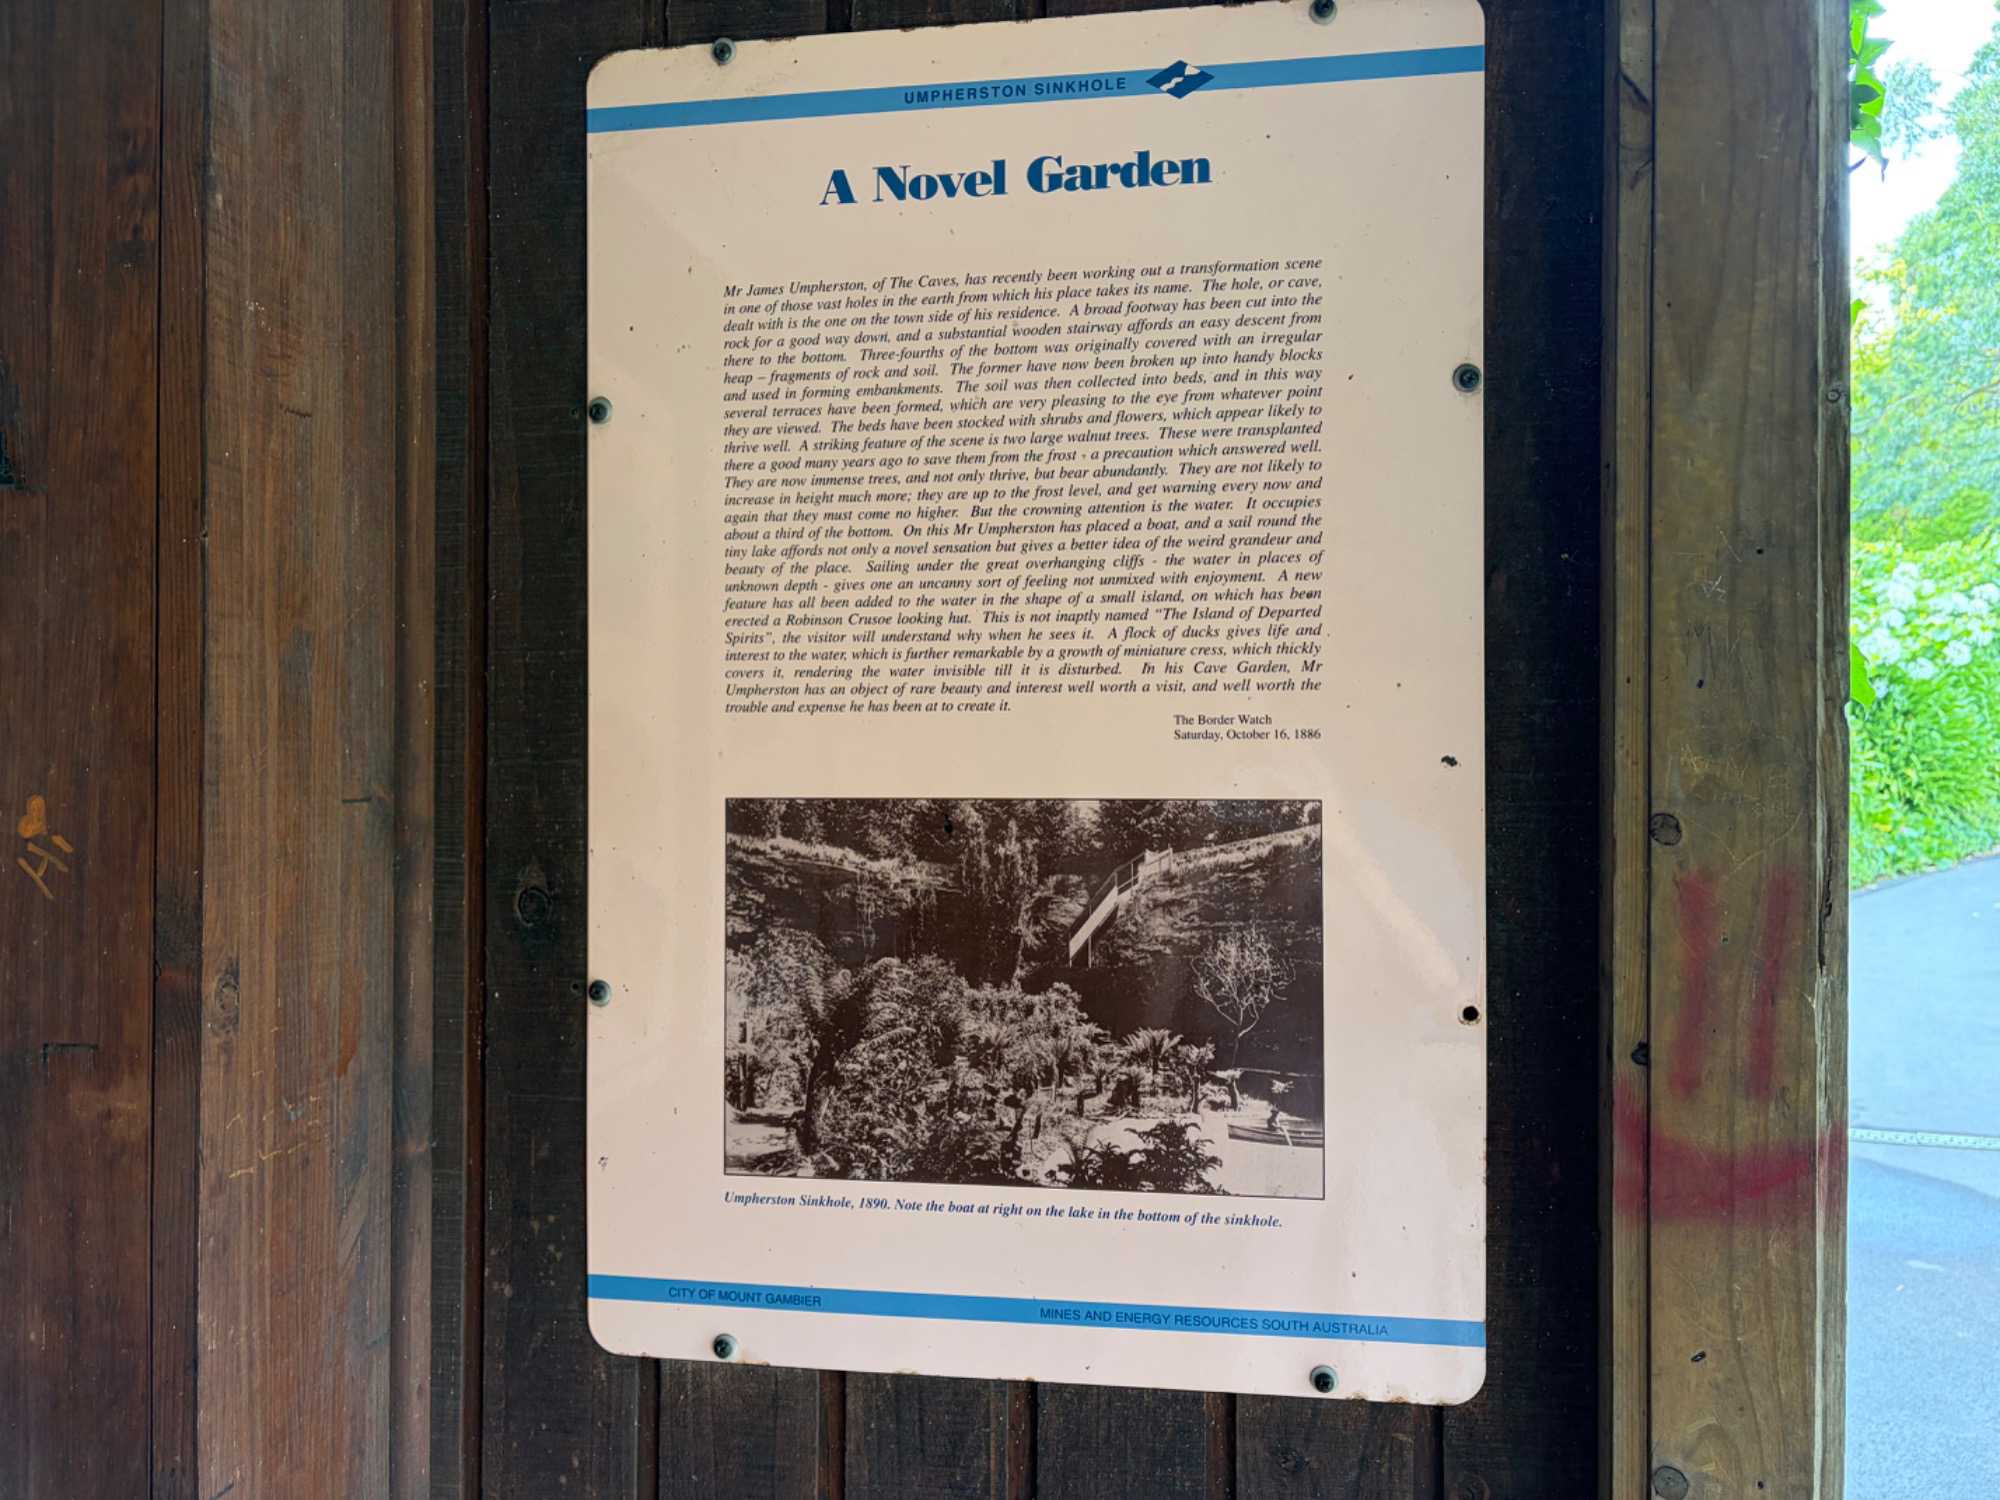 UMPHERSTON SINKHOLE
A Novel Garden
Mr James Umpherston, of The Caves, has recently been working out a transformation scene
in one of those vast holes in the earth from which his place takes its name. The hole, or cave,
dealt with is the one on the town side of his residence. A broad footway has been cut into the
rock for a good way down, and a substantial wooden stairway affords an easy descent from
there to the bottom. Three-fourths of the bottom was originally covered with an irregular
heap – fragments of rock and soil. The former have now been broken up into handy blocks
and used in forming embankments. The soil was then collected into beds, and in this way
several terraces have been formed, which are very pleasing to the eye from whatever point
they are viewed. The beds have been stocked with shrubs and flowers, which appear likely to
thrive well. A striking feature of the scene is two large walnut trees. These were transplanted
there a good many years ago to save them from the frost - a precaution which answered well.
They are now immense trees, and not only thrive, but bear abundantly. They are not likely to
increase in height much more; they are up to the frost level, and get warning every now and
again that they must come no higher. But the crowning attention is the water. It occupies
about a third of the bottom. On this Mr Umpherston has placed a boat, and a sail round the
tiny lake affords not only a novel sensation but gives a better idea of the weird grandeur and
beauty of the place. Sailing under the great overhanging cliffs - the water in places of
unknown depth - gives one an uncanny sort of feeling not unmixed with enjoyment. A new
feature has all been added to the water in the shape of a small island, on which has been
erected a Robinson Crusoe looking hut. This is not inaptly named "The Island of Departed
Spirits", the visitor will understand why when he sees it. A flock of ducks gives life and
interest to the water, which is further remarkable by a growth of miniature cress, which thickly
covers it, rendering the water invisible till it is disturbed. In his Cave Garden, Mr
Umpherston has an object of rare beauty and interest well worth a visit, and well worth the
trouble and expense he has been at to create it.
The Border Watch
Saturday, October 16, 1886
Umpherston Sinkhole, 1890. Note the boat at right on the lake in the bottom of the sinkhole.
CITY OF MOUNT GAMBIER
MINES AND ENERGY RESOURCES SOUTH AUSTRALIA
Hi